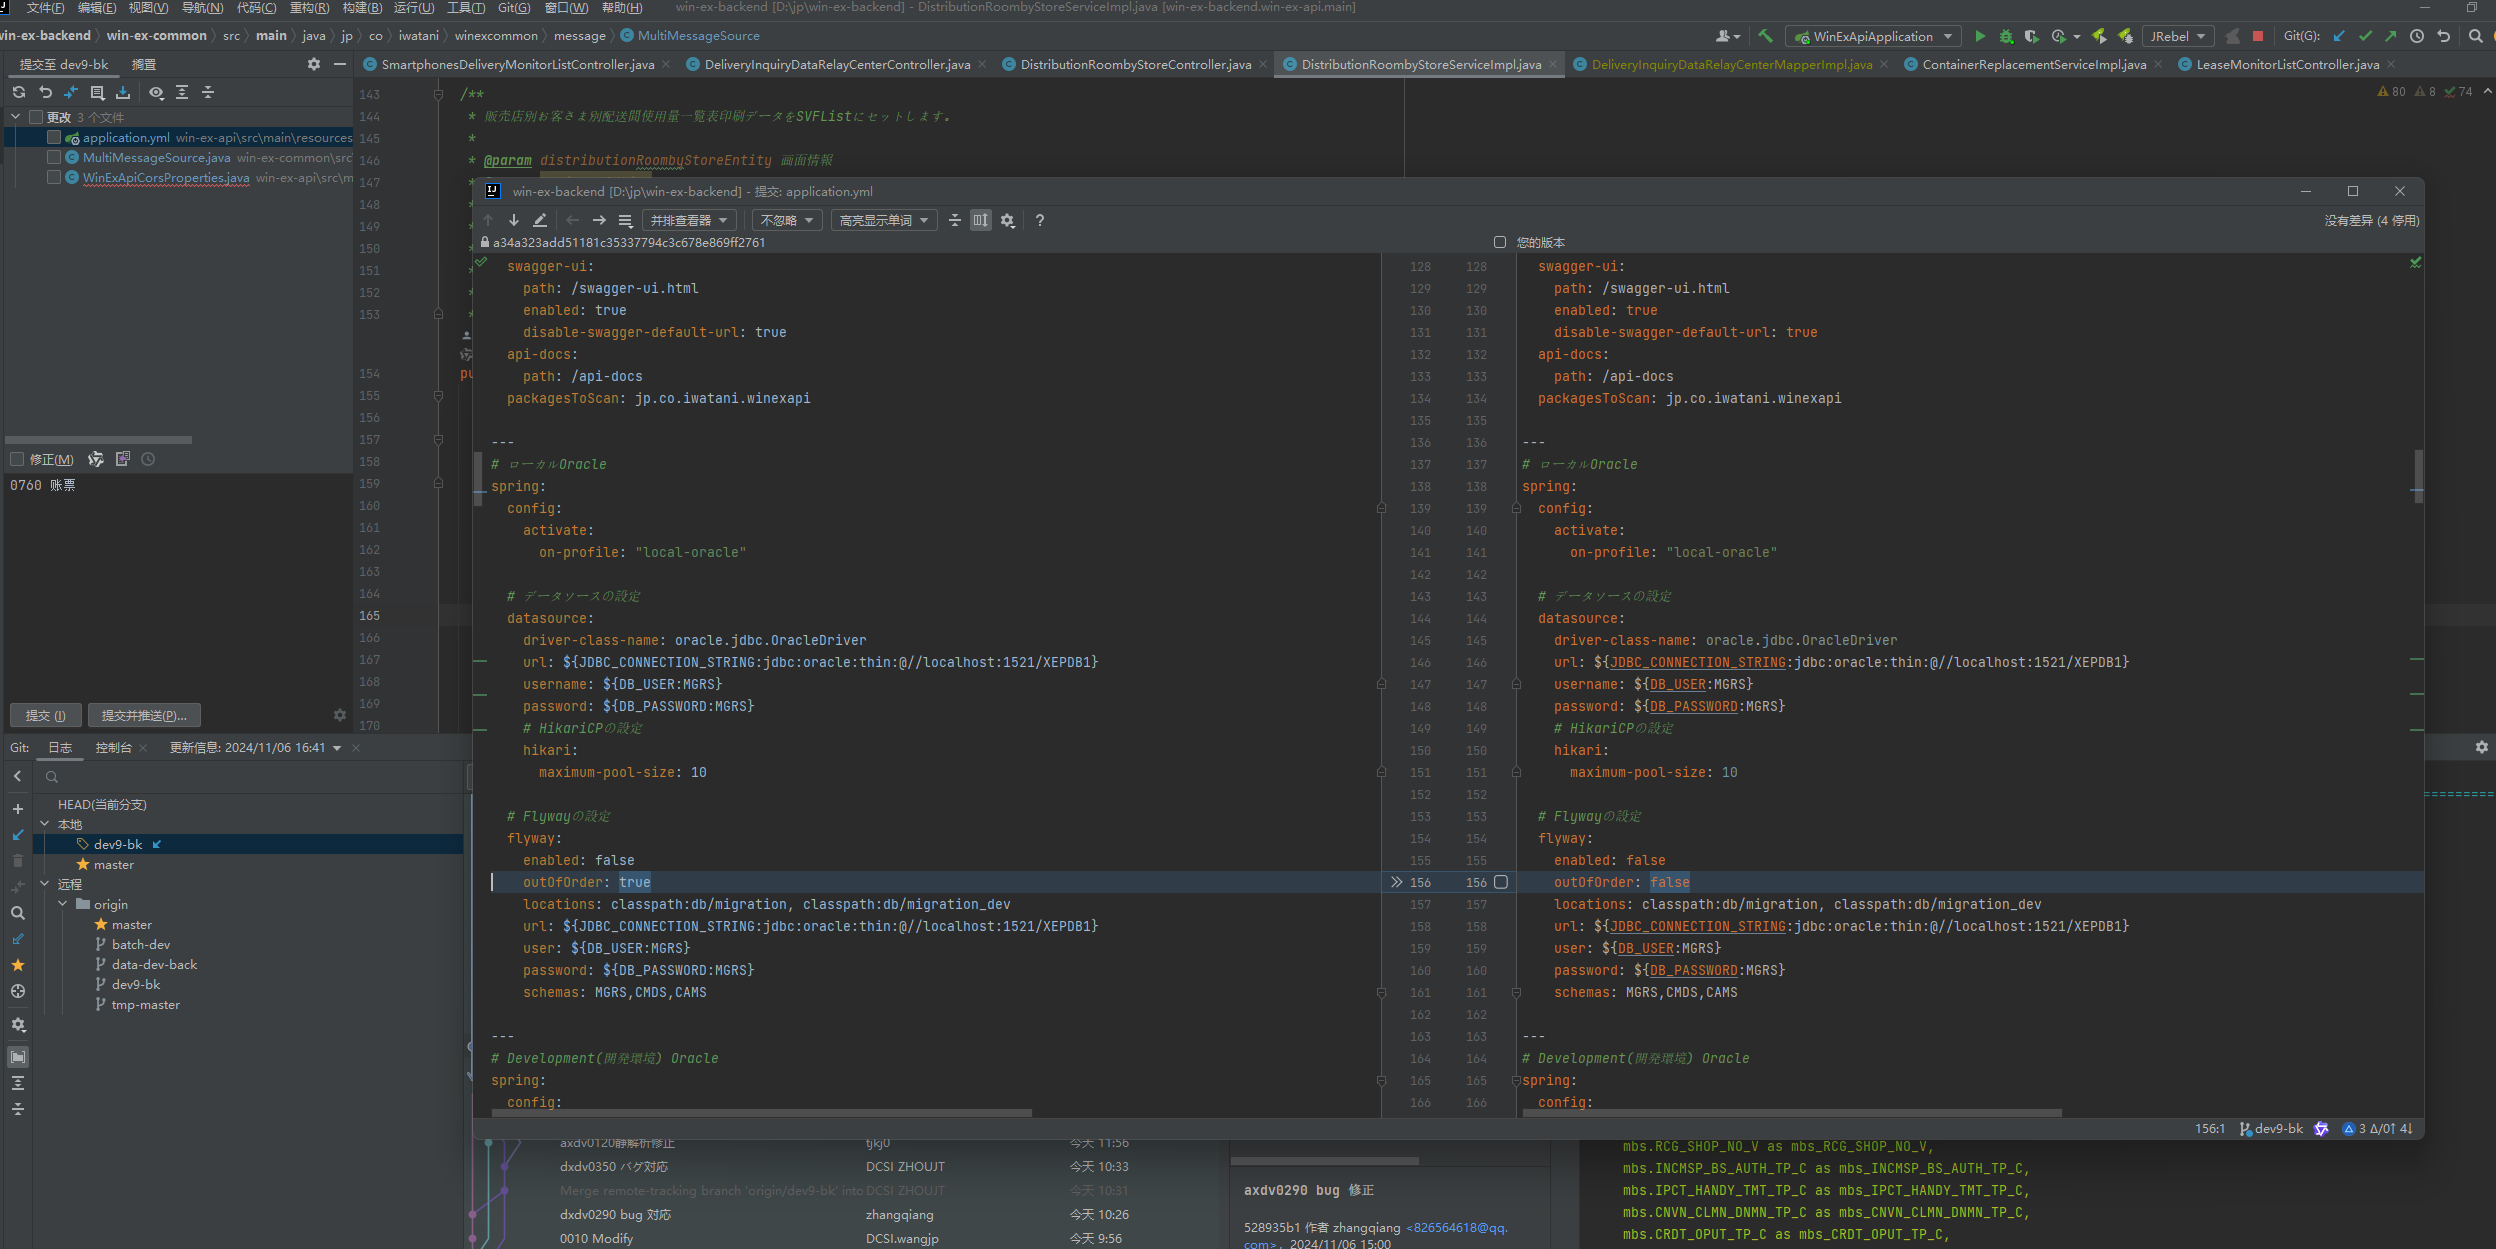 文件(F) 编辑(E) 视图(V) 导航(N) 代码(C) 重构(R) 构建(B) 运行(U) 工具(T) Git(G) 窗口(W) 帮助(H) win-ex-backend [D:\jp\win-ex-backend] - DistributionRoombyStoreServiceImpl.java [win-ex-backend.win-ex-api.main]
win-ex-backend win-ex-common src main java jp co iwatani winexcommon message MultiMessageSource
WinExApiApplication JRebel Git(G):
提交至 dev9-bk 搁置
SmartphonesDeliveryMonitorListController.java DeliveryInquiryDataRelayCenterController.java DistributionRoombyStoreController.java DistributionRoombyStoreServiceImpl.java DeliveryInquiryDataRelayCenterMapperImpl.java ContainerReplacementServiceImpl.java LeaseMonitorListController.java
80 8 74
更改 3 个文件
application.yml win-ex-api\src\main\resources
MultiMessageSource.java win-ex-common\src
WinExApiCorsProperties.java win-ex-api\src\m
修正(M)
0760 账票
提交 (I) 提交并推送(P)...
143 /**
144 * 販売店別お客さま別配送間使用量一覧表印刷データをSVFListにセットします。
145 *
146 * @param distributionRoombyStoreEntity 画面情報
147
148
149
150
151
152
153
154 pu
155
156
157
158
159
160
161
162
163
164
165
166
167
168
169
170
win-ex-backend [D:\jp\win-ex-backend] - 提交: application.yml
并排查看器 不忽略 高亮显示单词 ? 没有差异 (4 停用)
a34a323add51181c35337794c3c678e869ff2761 您的版本
swagger-ui: 128 128 swagger-ui:
path: /swagger-ui.html 129 129 path: /swagger-ui.html
enabled: true 130 130 enabled: true
disable-swagger-default-url: true 131 131 disable-swagger-default-url: true
api-docs: 132 132 api-docs:
path: /api-docs 133 133 path: /api-docs
packagesToScan: jp.co.iwatani.winexapi 134 134 packagesToScan: jp.co.iwatani.winexapi
135 135
--- 136 136 ---
# ローカルOracle 137 137 # ローカルOracle
spring: 138 138 spring:
config: 139 139 config:
activate: 140 140 activate:
on-profile: "local-oracle" 141 141 on-profile: "local-oracle"
142 142
# データソースの設定 143 143 # データソースの設定
datasource: 144 144 datasource:
driver-class-name: oracle.jdbc.OracleDriver 145 145 driver-class-name: oracle.jdbc.OracleDriver
url: ${JDBC_CONNECTION_STRING:jdbc:oracle:thin:@//localhost:1521/XEPDB1} 146 146 url: ${JDBC_CONNECTION_STRING:jdbc:oracle:thin:@//localhost:1521/XEPDB1}
username: ${DB_USER:MGRS} 147 147 username: ${DB_USER:MGRS}
password: ${DB_PASSWORD:MGRS} 148 148 password: ${DB_PASSWORD:MGRS}
# HikariCPの設定 149 149 # HikariCPの設定
hikari: 150 150 hikari:
maximum-pool-size: 10 151 151 maximum-pool-size: 10
152 152
# Flywayの設定 153 153 # Flywayの設定
flyway: 154 154 flyway:
enabled: false 155 155 enabled: false
outOfOrder: true 156 156 outOfOrder: false
locations: classpath:db/migration, classpath:db/migration_dev 157 157 locations: classpath:db/migration, classpath:db/migration_dev
url: ${JDBC_CONNECTION_STRING:jdbc:oracle:thin:@//localhost:1521/XEPDB1} 158 158 url: ${JDBC_CONNECTION_STRING:jdbc:oracle:thin:@//localhost:1521/XEPDB1}
user: ${DB_USER:MGRS} 159 159 user: ${DB_USER:MGRS}
password: ${DB_PASSWORD:MGRS} 160 160 password: ${DB_PASSWORD:MGRS}
schemas: MGRS,CMDS,CAMS 161 161 schemas: MGRS,CMDS,CAMS
162 162
--- 163 163 ---
# Development(開発環境) Oracle 164 164 # Development(開発環境) Oracle
spring: 165 165 spring:
config: 166 166 config:
156:1 dev9-bk 3 Δ/0↑ 4↓
Git: 日志 控制台 更新信息: 2024/11/06 16:41
HEAD(当前分支)
本地
dev9-bk
master
远程
origin
master
batch-dev
data-dev-back
dev9-bk
tmp-master
axdv0120静解析修正 tjkj0 今天 11:56
dxdv0350 バグ対応 DCSI ZHOUJT 今天 10:33
Merge remote-tracking branch 'origin/dev9-bk' into DCSI ZHOUJT 今天 10:31
dxdv0290 bug 対応 zhangqiang 今天 10:26
0010 Modify DCSI.wangjp 今天 9:56
axdv0290 bug 修正
528935b1 作者 zhangqiang <826564618@qq.
com>, 2024/11/06 15:00
mbs.RCG_SHOP_NO_V as mbs_RCG_SHOP_NO_V,
mbs.INCMSP_BS_AUTH_TP_C as mbs_INCMSP_BS_AUTH_TP_C,
mbs.IPCT_HANDY_TMT_TP_C as mbs_IPCT_HANDY_TMT_TP_C,
mbs.CNVN_CLMN_DNMN_TP_C as mbs_CNVN_CLMN_DNMN_TP_C,
mbs.CRDT_OPUT_TP_C as mbs_CRDT_OPUT_TP_C,